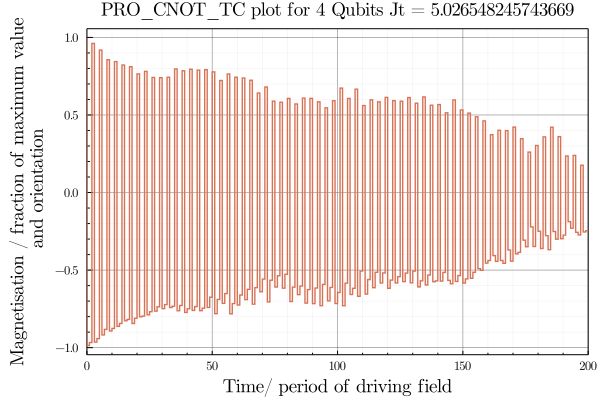 PRO_CNOT_TC plot for 4 Qubits Jt = 5.026548245743669
Magnetisation / fraction of maximum value
and orientation
1.0
0.5
0.0
−0.5
−1.0
0 50 100 150 200
Time/ period of driving field